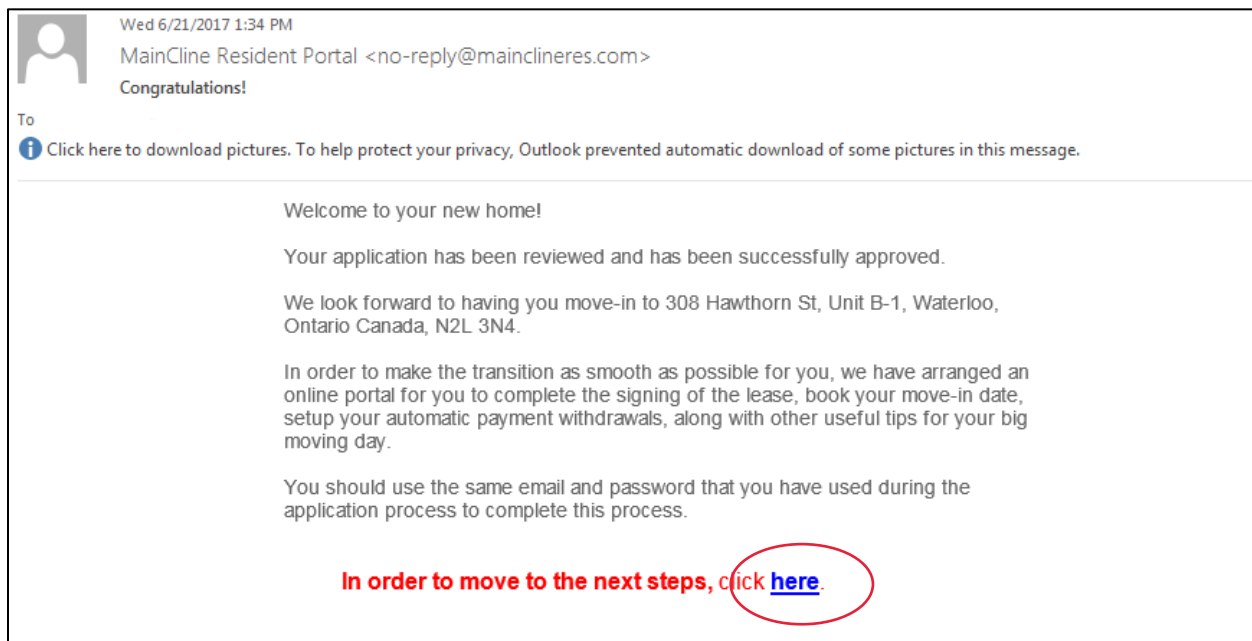 Wed 6/21/2017 1:34 PM
MainCline Resident Portal <no-reply@mainclineres.com>
Congratulations!
To
Click here to download pictures. To help protect your privacy, Outlook prevented automatic download of some pictures in this message.
Welcome to your new home!
Your application has been reviewed and has been successfully approved.
We look forward to having you move-in to 308 Hawthorn St, Unit B-1, Waterloo,
Ontario Canada, N2L 3N4.
In order to make the transition as smooth as possible for you, we have arranged an
online portal for you to complete the signing of the lease, book your move-in date,
setup your automatic payment withdrawals, along with other useful tips for your big
moving day.
You should use the same email and password that you have used during the
application process to complete this process.
In order to move to the next steps, click here.